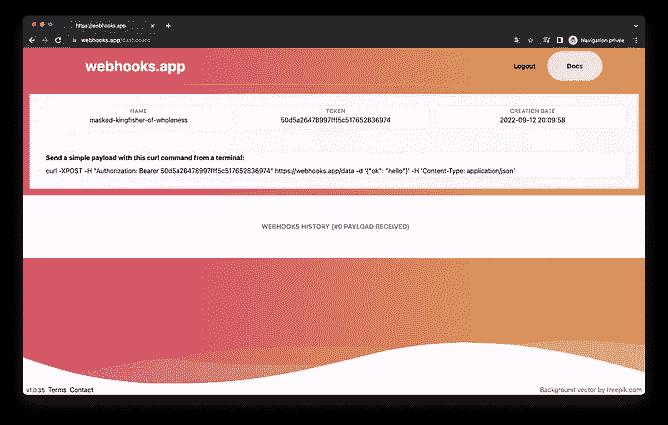 https://webhooks.app
webhooks.app/dashboard
Navigation privée
webhooks.app
Logout
Docs
NAME
TOKEN
CREATION DATE
masked-kingfisher-of-wholeness
50d5a26478997fff5c517652836974
2022-09-12 20:09:58
Send a simple payload with this curl command from a terminal:
curl -XPOST -H "Authorization: Bearer 50d5a26478997fff5c517652836974" https://webhooks.app/data -d '{"ok": "hello"}' -H 'Content-Type: application/json'
WEBHOOKS HISTORY (#0 PAYLOAD RECEIVED)
v1.0.35 Terms Contact
Background vector by freepik.com